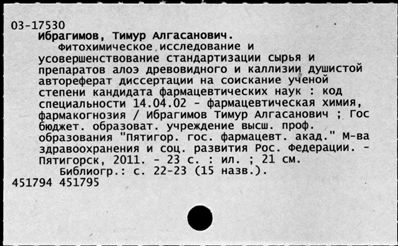 03-17530
Ибрагимов, Тимур Алгасанович.
Фитохимическое исследование и
усовершенствование стандартизации сырья и
препаратов алоэ древовидного и каллизии душистой
автореферат диссертации на соискание ученой
степени кандидата фармацевтических наук : код
специальности 14.04.02 - фармацевтическая химия,
фармакогнозия / Ибрагимов Тимур Алгасанович ; Гос
бюджет. образоват. учреждение высш. проф.
образования "Пятигор. гос. фармацевт. акад." М-ва
здравоохранения и соц. развития Рос. Федерации. -
Пятигорск, 2011. - 23 с. : ил. ; 21 см.
Библиогр.: с. 22-23 (15 назв.).
451794 451795